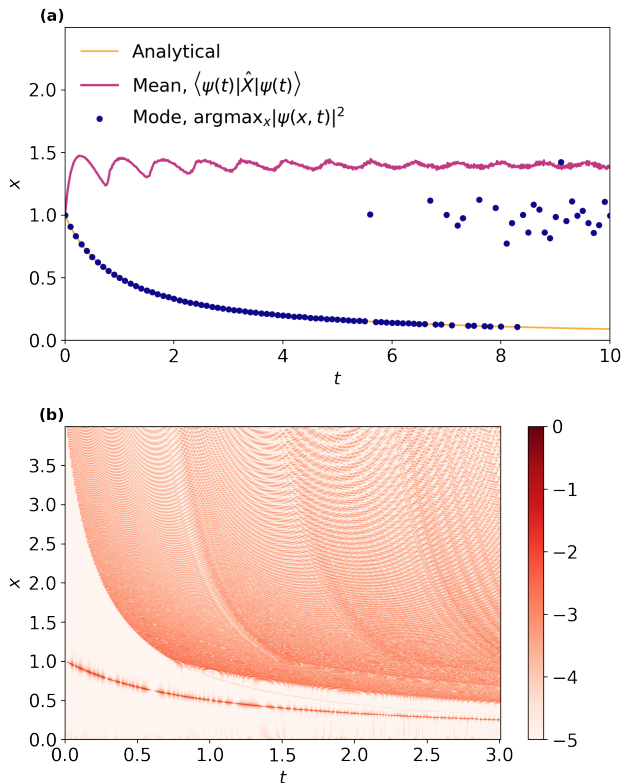 (a)
Analytical
Mean, ⟨ψ(t)|X̂|ψ(t)⟩
Mode, argmaxₓ|ψ(x, t)|²
x
2.0
1.5
1.0
0.5
0.0
0 2 4 6 8 10
t
(b)
x
3.5
3.0
2.5
2.0
1.5
1.0
0.5
0.0
0.0 0.5 1.0 1.5 2.0 2.5 3.0
t
0
−1
−2
−3
−4
−5